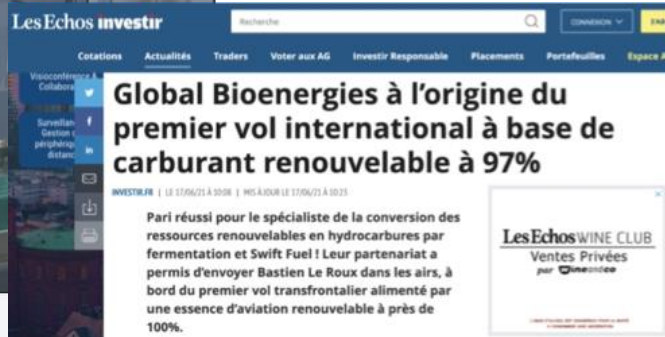 Les Echos investir
Recherche
CONNEXION
Cotations Actualités Traders Voter aux AG Investir Responsable Placements Portefeuilles Espace
Visioconférence &
Collabora
Surveillan
Gestion
périphériq
distanc
Global Bioenergies à l’origine du
premier vol international à base de
carburant renouvelable à 97%
INVESTIR.FR | LE 17/06/21 À 10:08 | MIS À JOUR LE 17/06/21 À 10:23
Pari réussi pour le spécialiste de la conversion des
ressources renouvelables en hydrocarbures par
fermentation et Swift Fuel ! Leur partenariat a
permis d’envoyer Bastien Le Roux dans les airs, à
bord du premier vol transfrontalier alimenté par
une essence d’aviation renouvelable à près de
100%.
Les Echos WINE CLUB
Ventes Privées
par Wineandco